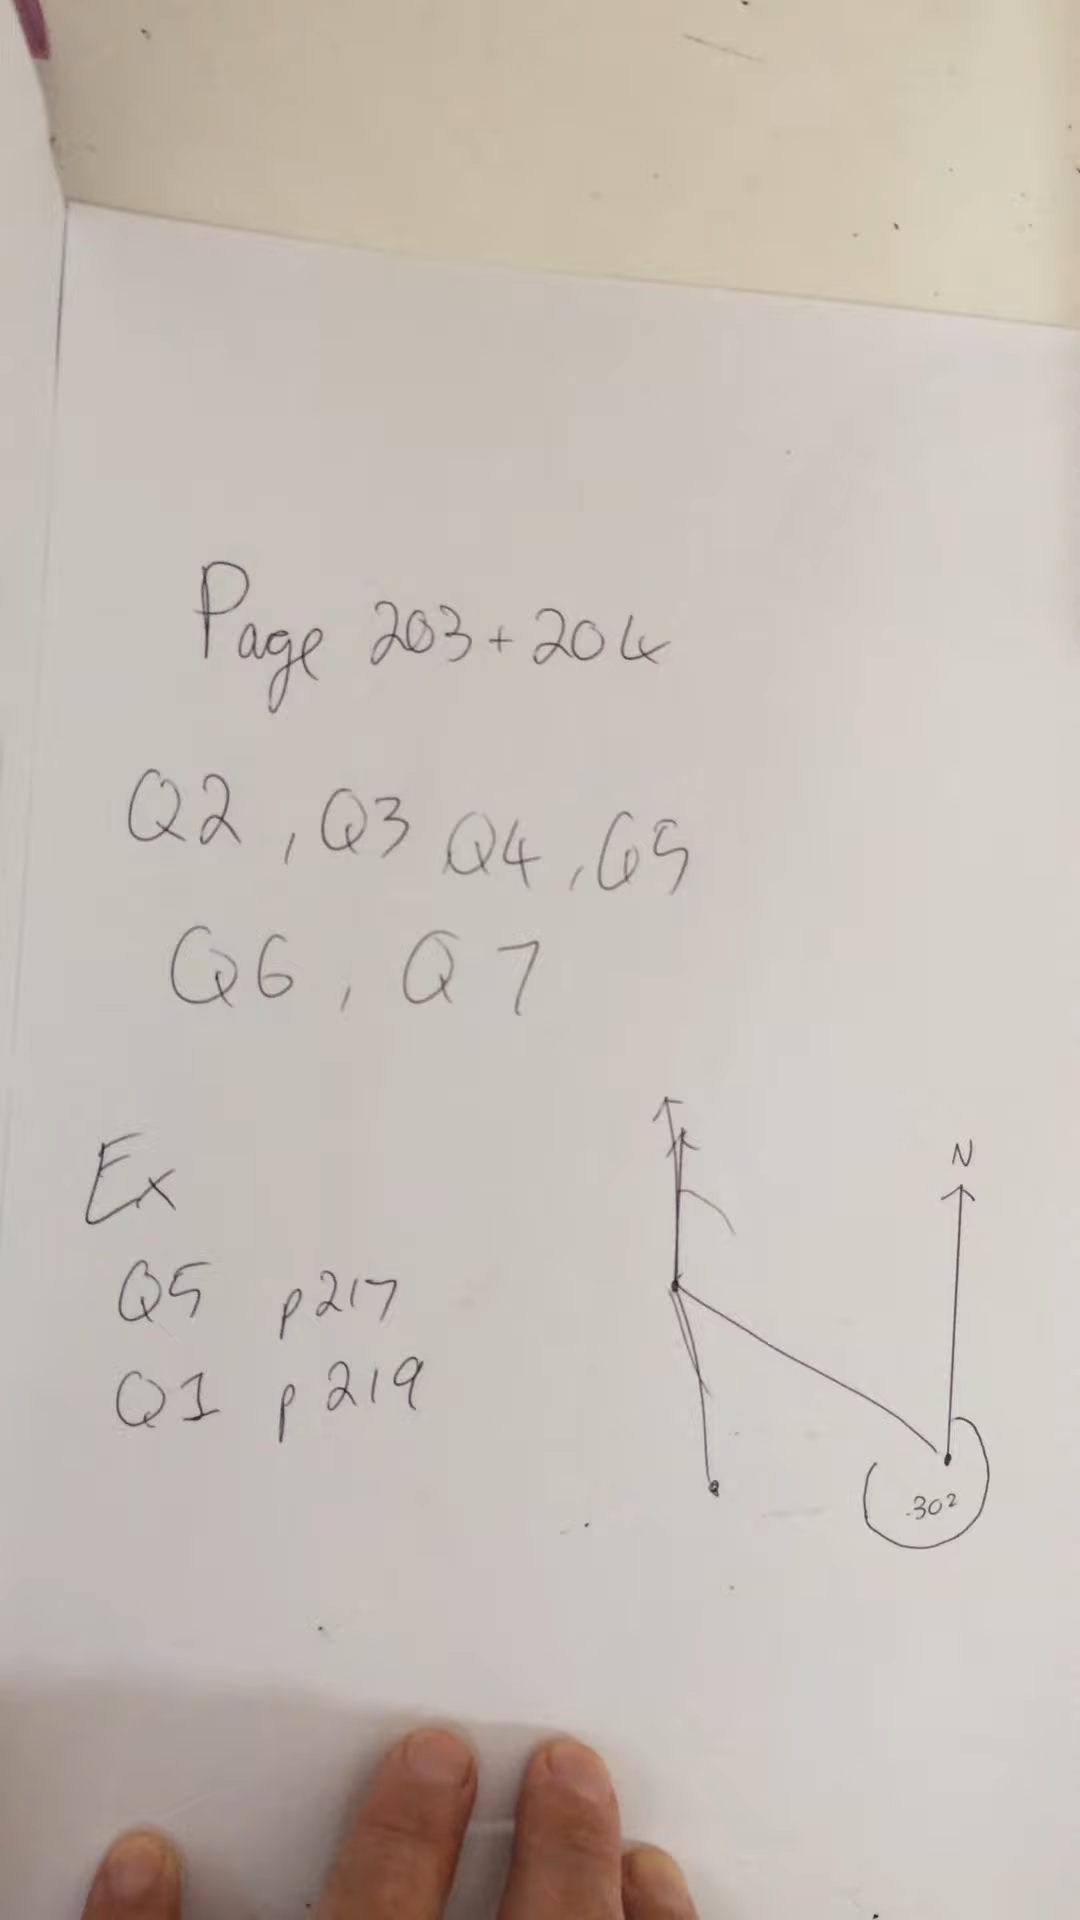 Page 203 + 204
Q2, Q3 Q4, Q5
Q6, Q7
Ex
Q5 p217
Q1 p219
N
302